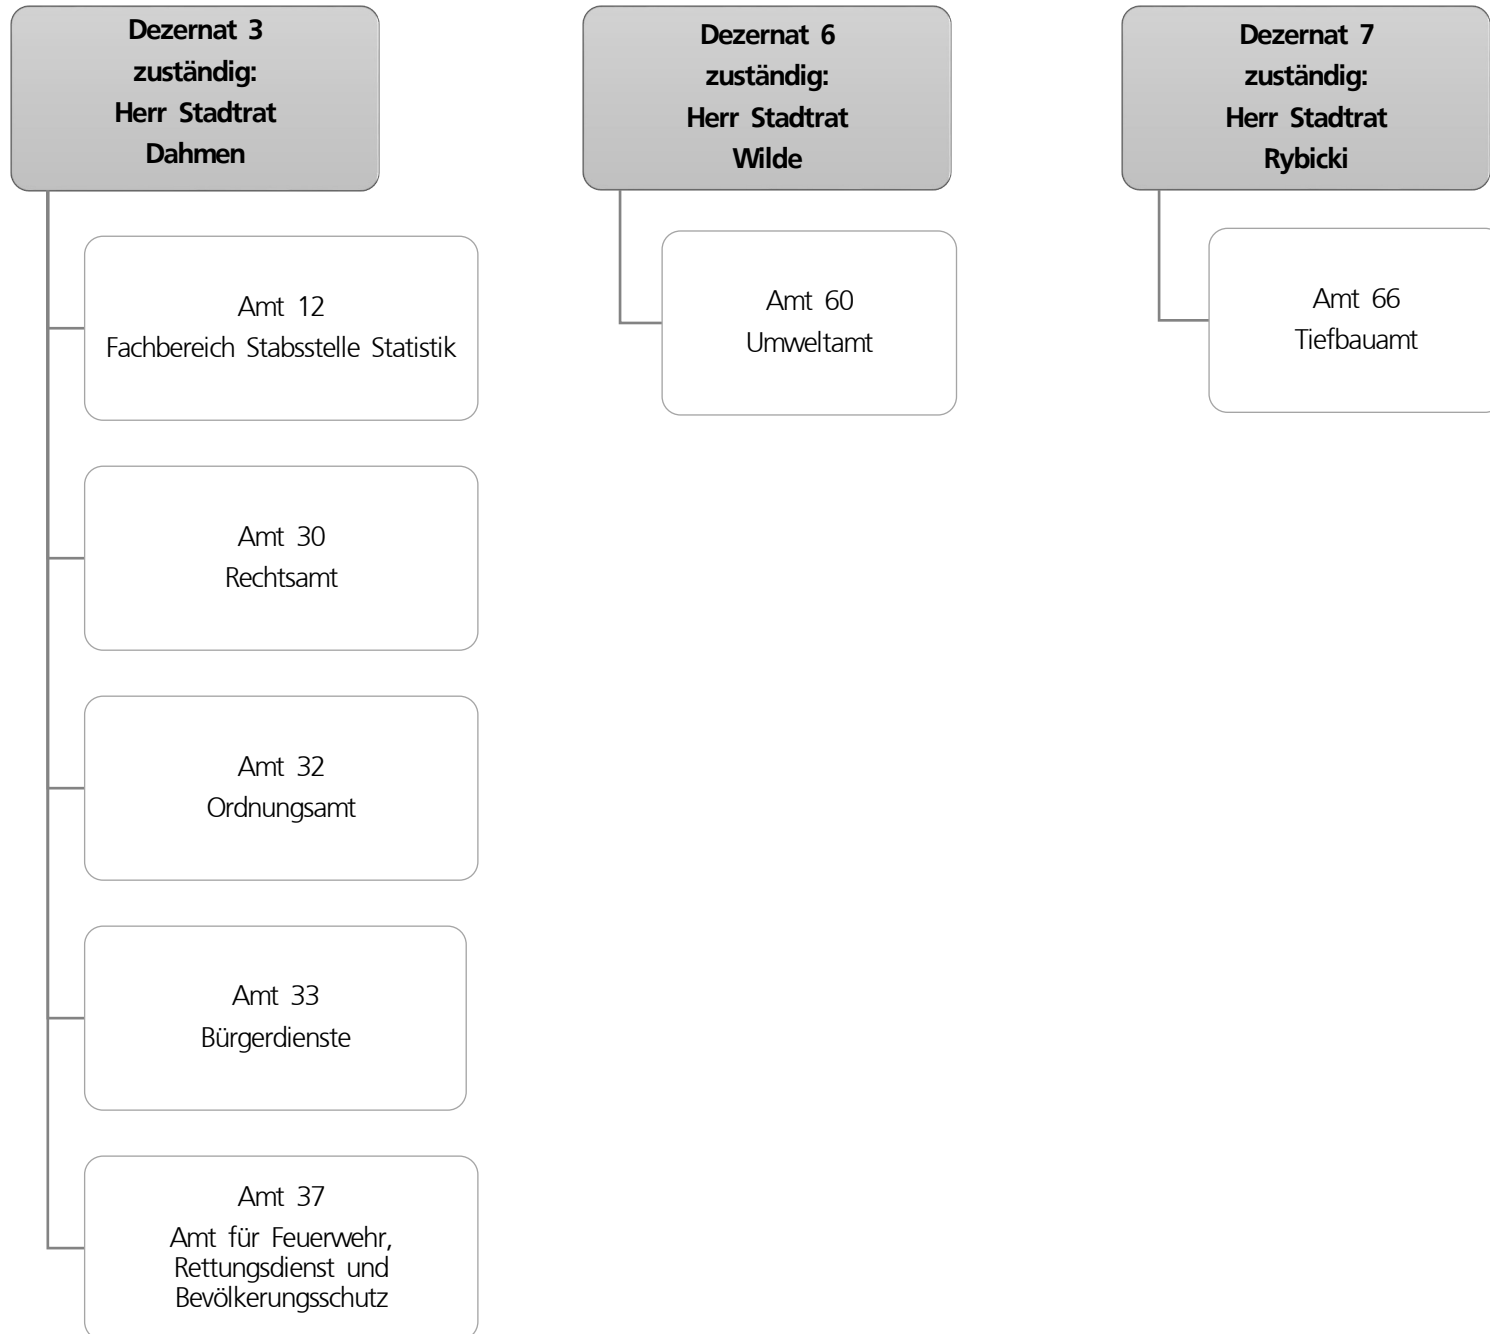 Dezernat 3
zuständig:
Herr Stadtrat
Dahmen
Amt 12
Fachbereich Stabsstelle Statistik
Amt 30
Rechtsamt
Amt 32
Ordnungsamt
Amt 33
Bürgerdienste
Amt 37
Amt für Feuerwehr,
Rettungsdienst und
Bevölkerungsschutz
Dezernat 6
zuständig:
Herr Stadtrat
Wilde
Amt 60
Umweltamt
Dezernat 7
zuständig:
Herr Stadtrat
Rybicki
Amt 66
Tiefbauamt